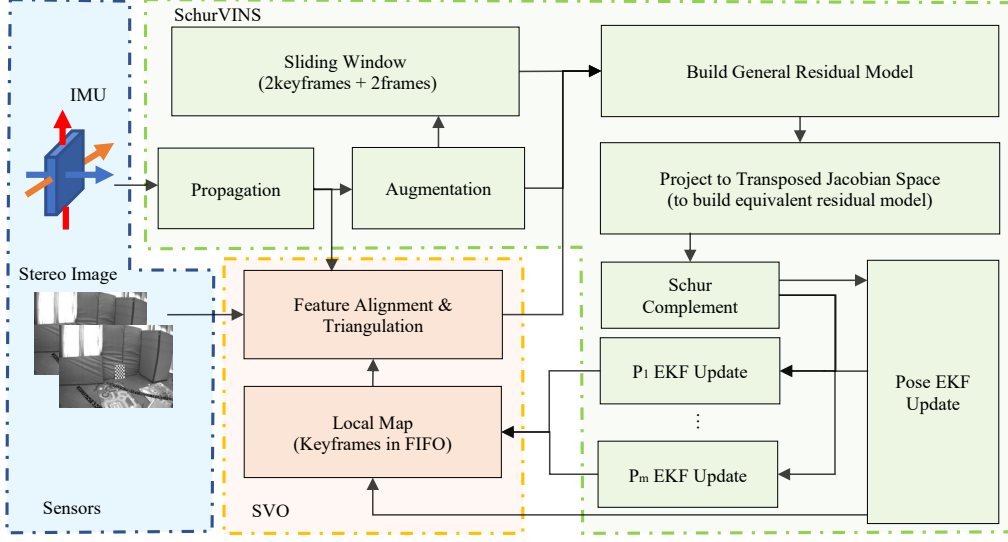 SchurVINS
Sliding Window
(2keyframes + 2frames)
Build General Residual Model
IMU
Propagation
Augmentation
Project to Transposed Jacobian Space
(to build equivalent residual model)
Stereo Image
Feature Alignment &
Triangulation
Schur
Complement
P1 EKF Update
Pose EKF
Update
Local Map
(Keyframes in FIFO)
⋮
Pm EKF Update
Sensors
SVO